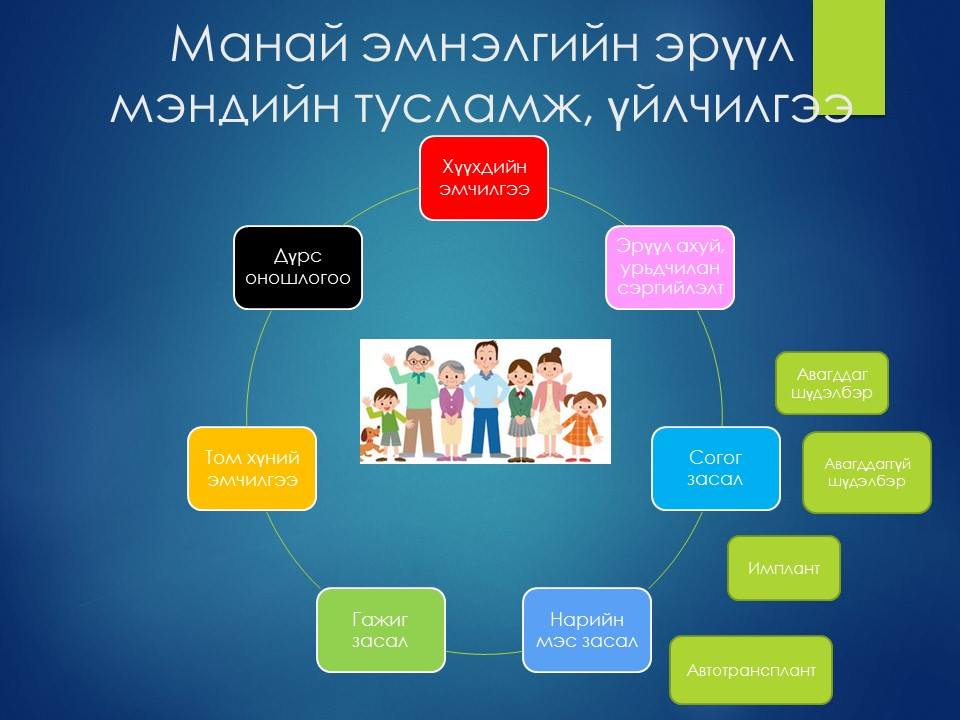 Манай эмнэлгийн эрүүл
мэндийн тусламж, үйлчилгээ
Хүүхдийн
эмчилгээ
Эрүүл ахуй,
урьдчилан
сэргийлэлт
Согог
засал
Нарийн
мэс засал
Гажиг
засал
Том хүний
эмчилгээ
Дүрс
оношлогоо
Авагддаг
шүдэлбэр
Авагддаггүй
шүдэлбэр
Имплант
Автотрансплант